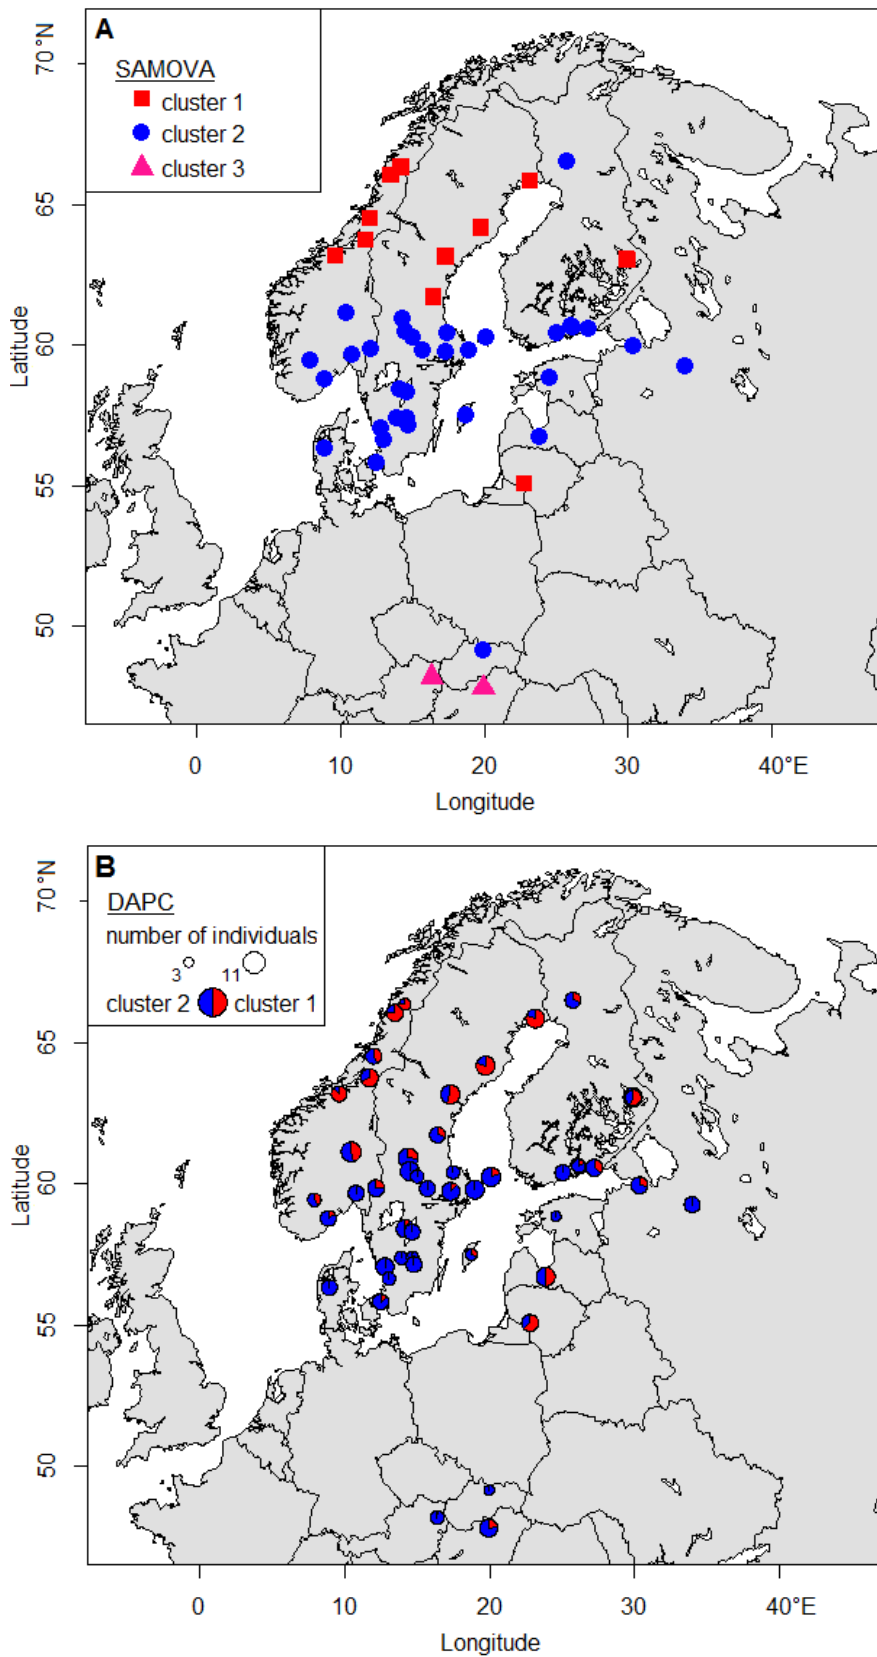 A
SAMOVA
cluster 1
cluster 2
cluster 3
70°N
65
60
55
50
Latitude
0
10
20
30
40°E
Longitude
B
DAPC
number of individuals
3
11
cluster 2
cluster 1
70°N
65
60
55
50
Latitude
0
10
20
30
40°E
Longitude